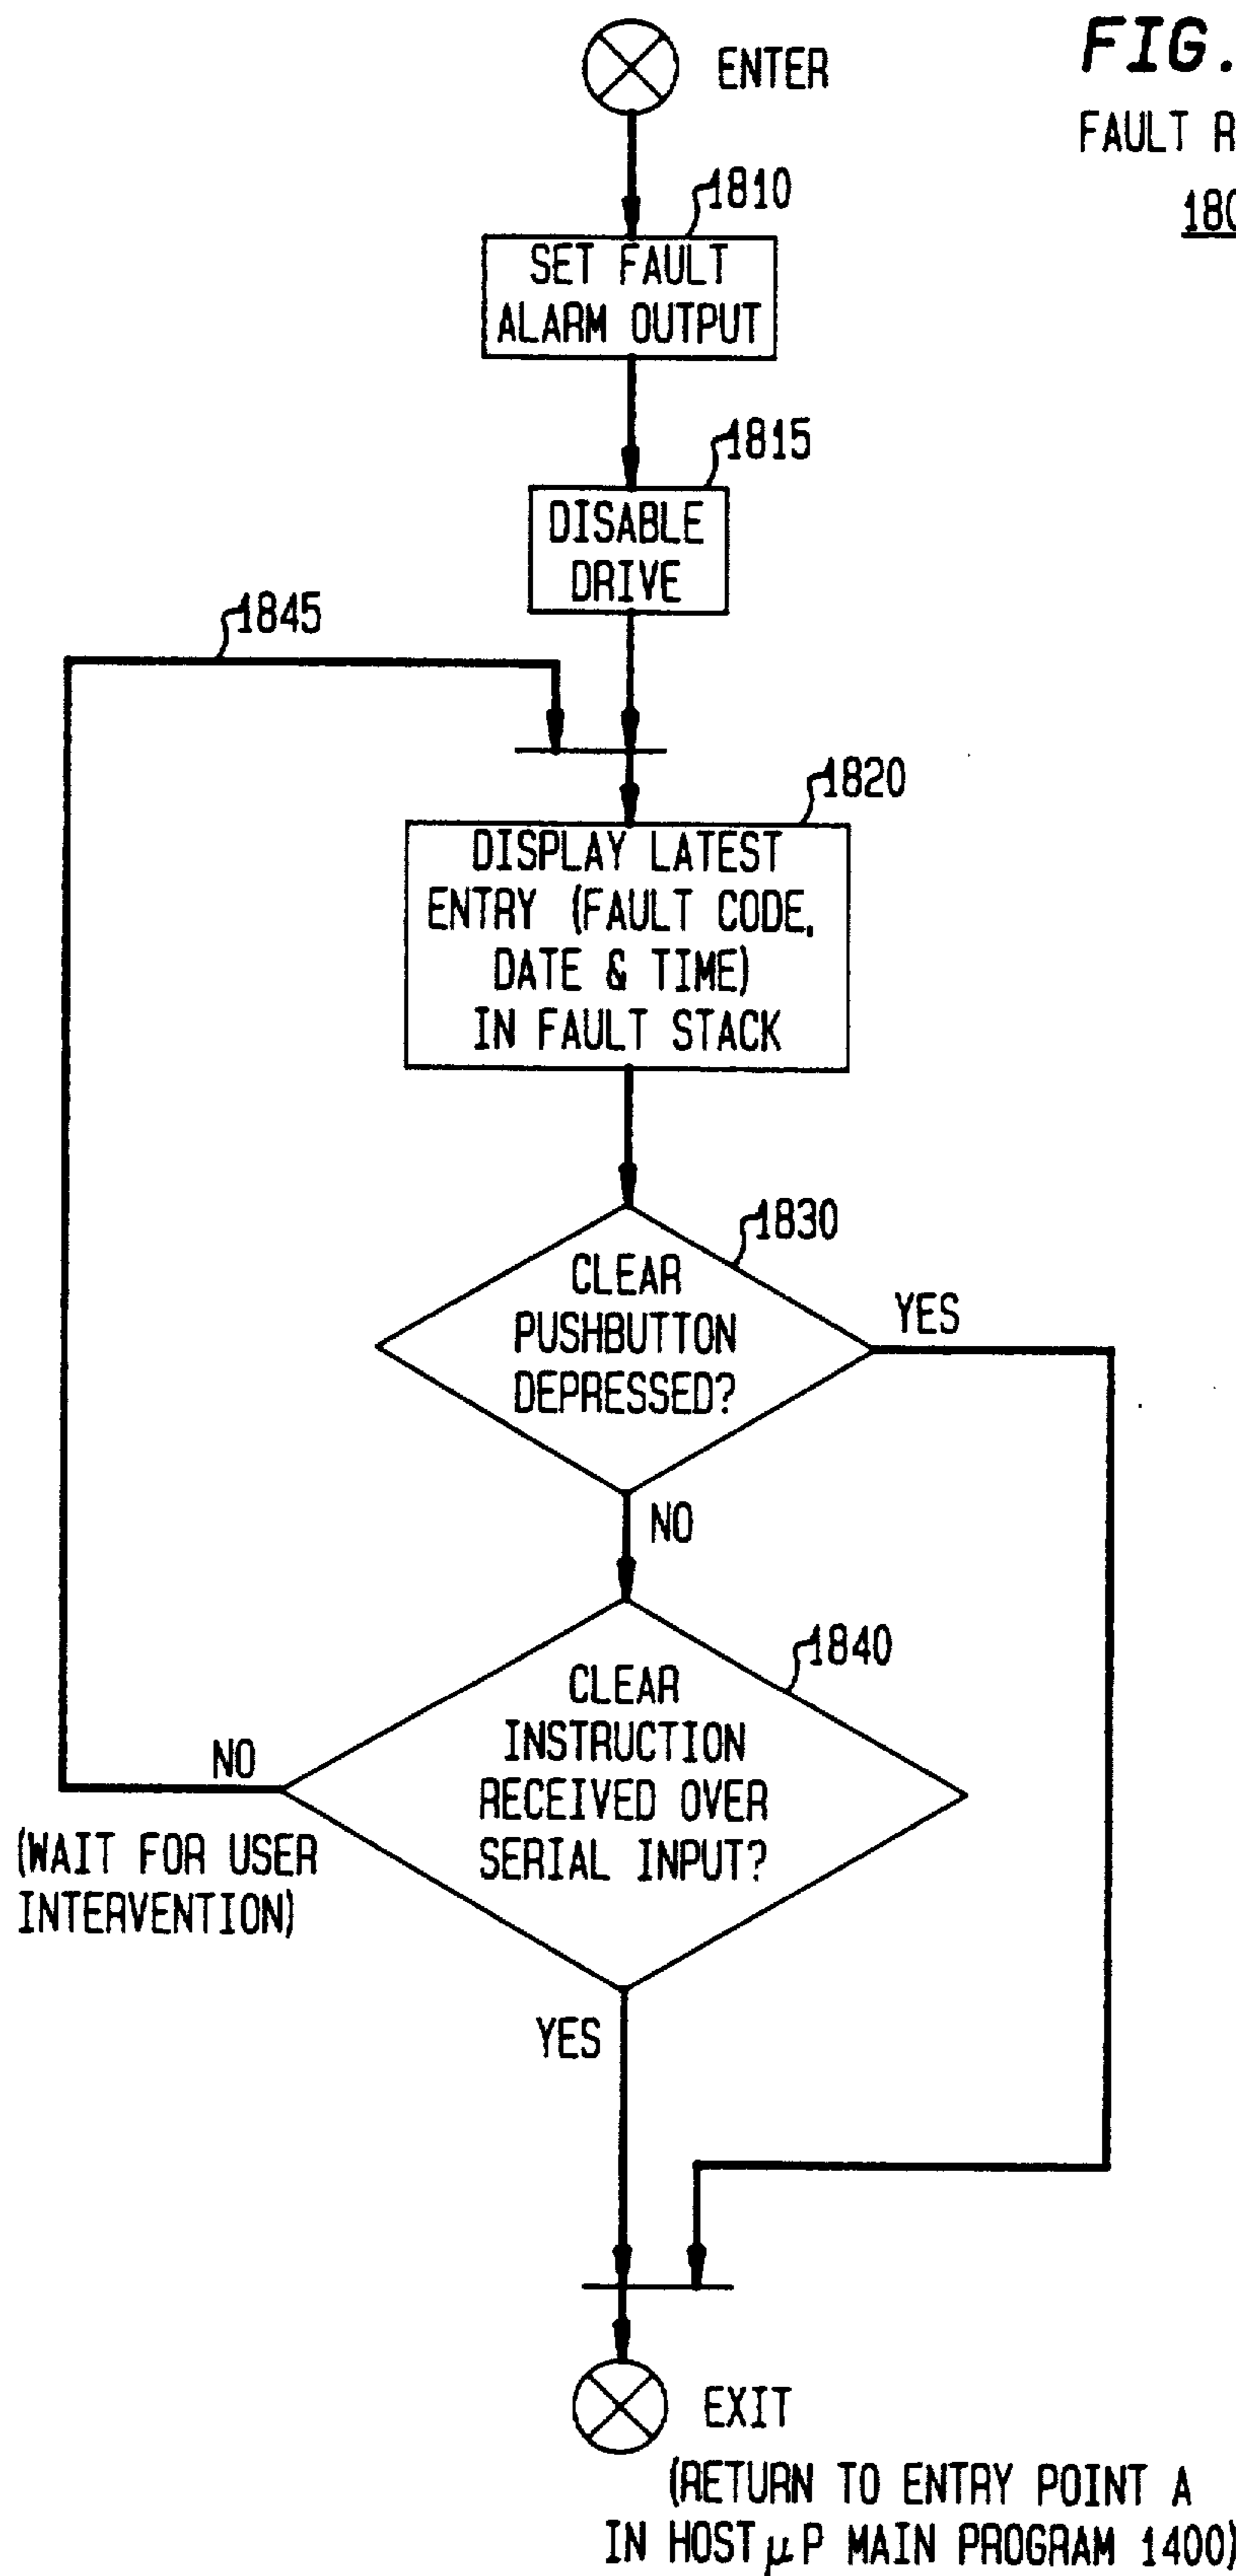 FIG.
ENTER
FAULT R
180
1810
SET FAULT
ALARM OUTPUT
1815
DISABLE
DRIVE
1845
1820
DISPLAY LATEST
ENTRY (FAULT CODE,
DATE & TIME)
IN FAULT STACK
1830
CLEAR
PUSHBUTTON
DEPRESSED?
YES
NO
1840
CLEAR
INSTRUCTION
RECEIVED OVER
SERIAL INPUT?
NO
(WAIT FOR USER
INTERVENTION)
YES
EXIT
(RETURN TO ENTRY POINT A
IN HOST μP MAIN PROGRAM 1400)